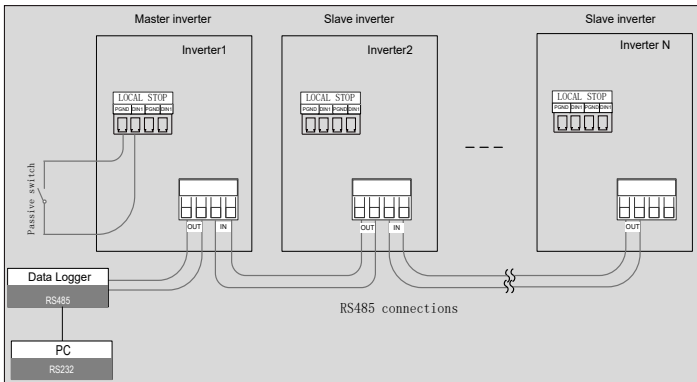 Master inverter
Slave inverter
Slave inverter
Inverter1
Inverter2
Inverter N
LOCAL STOP
PGND DIN1 PGND DIN1
LOCAL STOP
PGND DIN1 PGND DIN1
LOCAL STOP
PGND DIN1 PGND DIN1
Passive switch
OUT IN
OUT IN
OUT
Data Logger
RS485
RS485 connections
PC
RS232